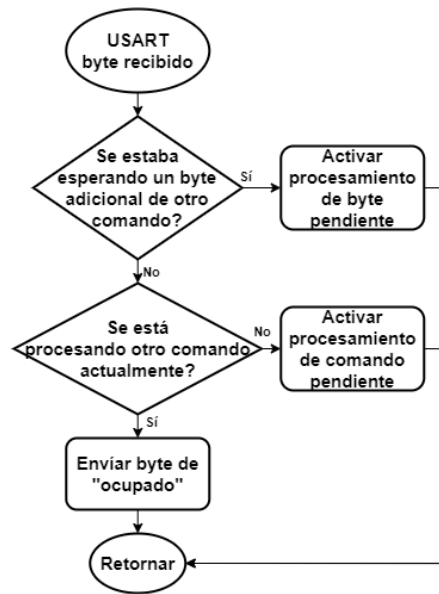 USART
byte recibido
Se estaba
esperando un byte
adicional de otro
comando?
Sí
Activar
procesamiento
de byte
pendiente
No
Se está
procesando otro comando
actualmente?
No
Activar
procesamiento
de comando
pendiente
Sí
Envíar byte de
"ocupado"
Retornar